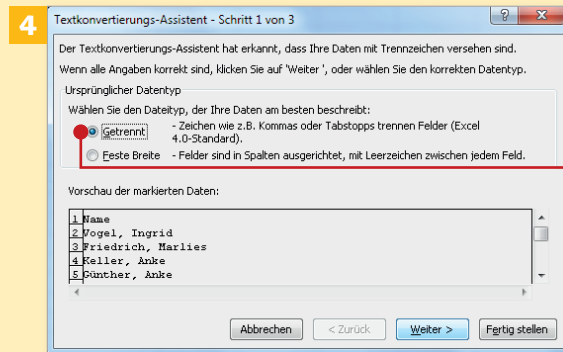 4
Textkonvertierungs-Assistent - Schritt 1 von 3
Der Textkonvertierungs-Assistent hat erkannt, dass Ihre Daten mit Trennzeichen versehen sind.
Wenn alle Angaben korrekt sind, klicken Sie auf 'Weiter ', oder wählen Sie den korrekten Datentyp.
Ursprünglicher Datentyp
Wählen Sie den Dateityp, der Ihre Daten am besten beschreibt:
Getrennt - Zeichen wie z.B. Kommas oder Tabstopps trennen Felder (Excel
4.0-Standard).
Feste Breite - Felder sind in Spalten ausgerichtet, mit Leerzeichen zwischen jedem Feld.
Vorschau der markierten Daten:
1 Name
2 Vogel, Ingrid
3 Friedrich, Marlies
4 Keller, Anke
5 Günther, Anke
Abbrechen < Zurück Weiter > Fertig stellen